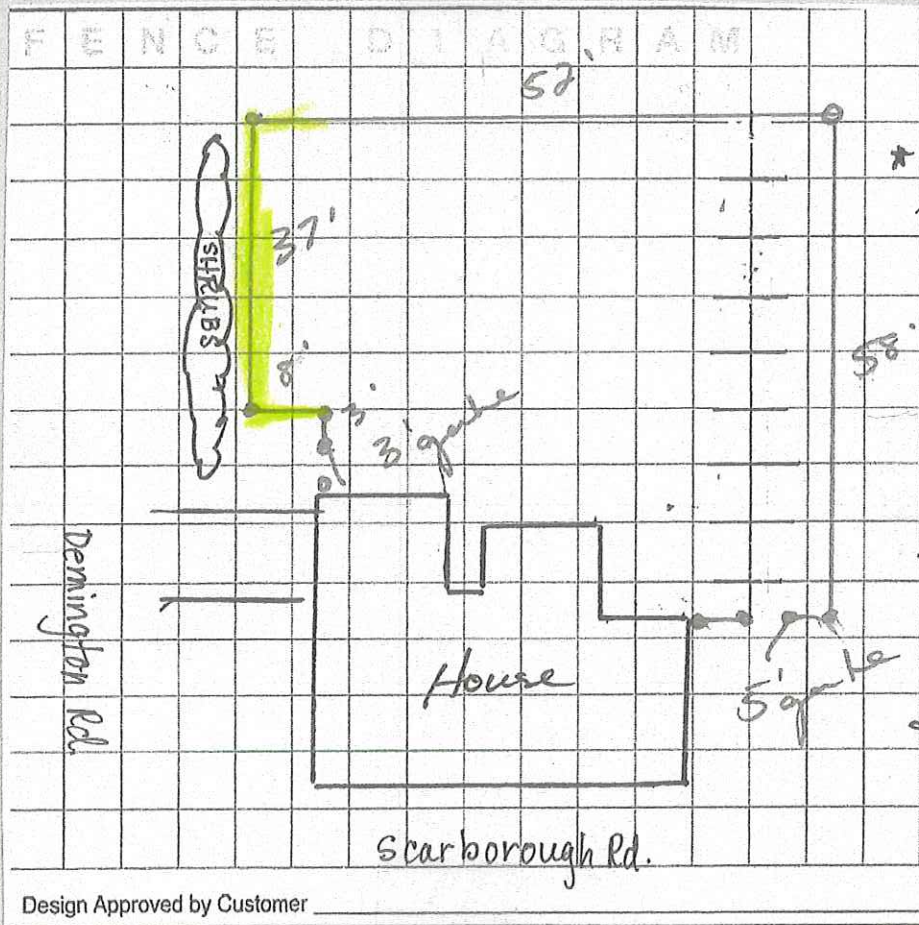 FENCE DIAGRAM
52'
37'
SHRUBS
8'
3'
3' gate
58'
*
Demington Rd.
House
5' gate
Scarborough Rd.
Design Approved by Customer